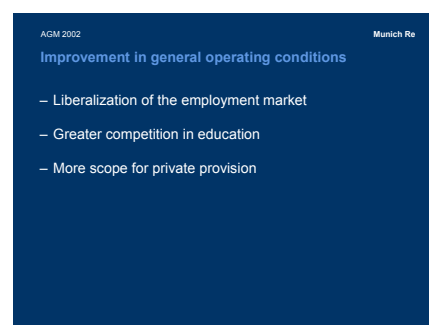 AGM 2002
Munich Re
Improvement in general operating conditions
– Liberalization of the employment market
– Greater competition in education
– More scope for private provision